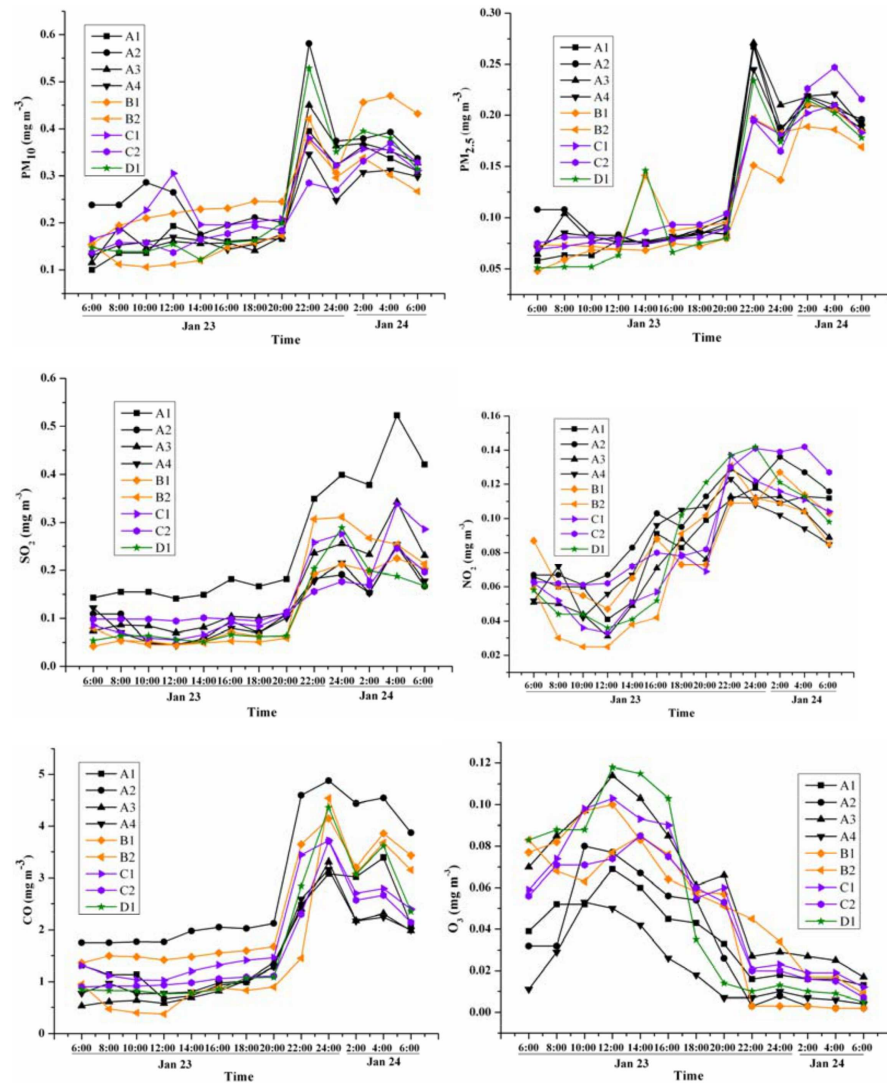 PM10 (mg m-3)
0.6
0.5
0.4
0.3
0.2
0.1
A1
A2
A3
A4
B1
B2
C1
C2
D1
6:00 8:00 10:00 12:00 14:00 16:00 18:00 20:00 22:00 24:00 2:00 4:00 6:00
Jan 23 Jan 24
Time
PM2.5 (mg m-3)
0.30
0.25
0.20
0.15
0.10
0.05
A1
A2
A3
A4
B1
B2
C1
C2
D1
6:00 8:00 10:00 12:00 14:00 16:00 18:00 20:00 22:00 24:00 2:00 4:00 6:00
Jan 23 Jan 24
Time
SO2 (mg m-3)
0.6
0.5
0.4
0.3
0.2
0.1
0.0
A1
A2
A3
A4
B1
B2
C1
C2
D1
6:00 8:00 10:00 12:00 14:00 16:00 18:00 20:00 22:00 24:00 2:00 4:00 6:00
Jan 23 Jan 24
Time
NO2 (mg m-3)
0.16
0.14
0.12
0.10
0.08
0.06
0.04
0.02
A1
A2
A3
A4
B1
B2
C1
C2
D1
6:00 8:00 10:00 12:00 14:00 16:00 18:00 20:00 22:00 24:00 2:00 4:00 6:00
Jan 23 Jan 24
Time
CO (mg m-3)
5
4
3
2
1
0
A1
A2
A3
A4
B1
B2
C1
C2
D1
6:00 8:00 10:00 12:00 14:00 16:00 18:00 20:00 22:00 24:00 2:00 4:00 6:00
Jan 23 Jan 24
Time
O3 (mg m-3)
0.12
0.10
0.08
0.06
0.04
0.02
0.00
A1
A2
A3
A4
B1
B2
C1
C2
D1
6:00 8:00 10:00 12:00 14:00 16:00 18:00 20:00 22:00 24:00 2:00 4:00 6:00
Jan 23 Jan 24
Time